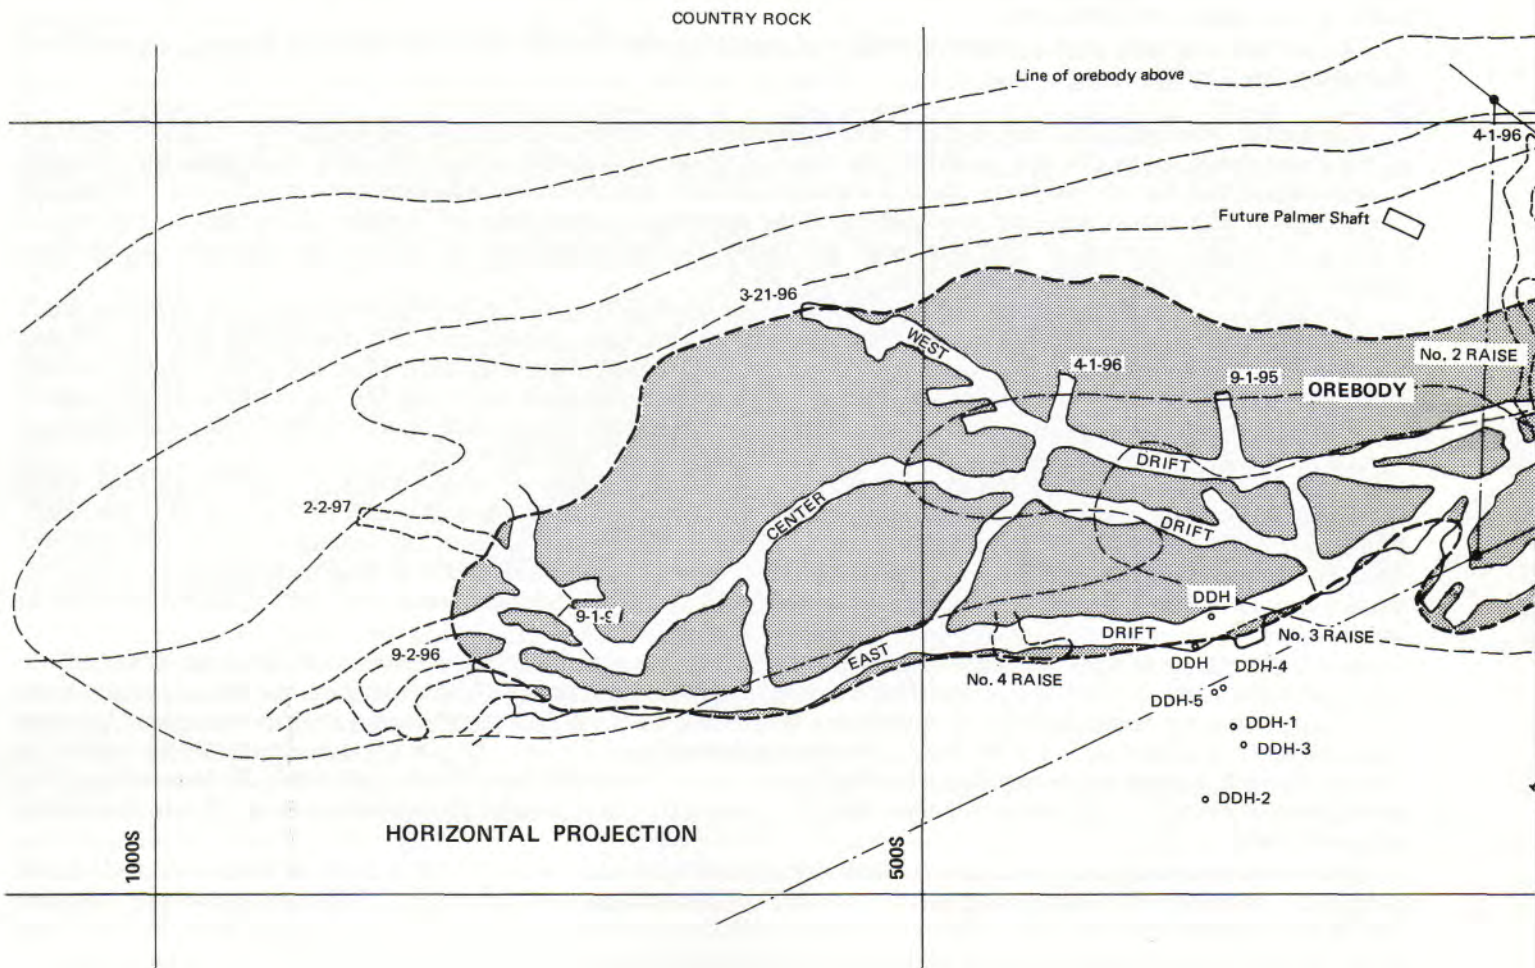 COUNTRY ROCK
Line of orebody above
4-1-96
Future Palmer Shaft
3-21-96
WEST
No. 2 RAISE
4-1-96
9-1-95
OREBODY
DRIFT
2-2-97
CENTER
DRIFT
DDH
9-1-9
DRIFT
No. 3 RAISE
9-2-96
EAST
DDH
DDH-4
No. 4 RAISE
DDH-5
DDH-1
DDH-3
DDH-2
HORIZONTAL PROJECTION
1000S
500S